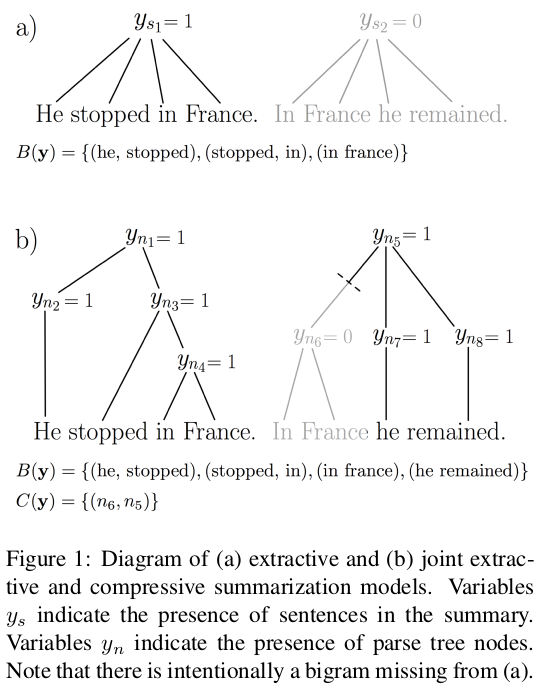 a)
y_{s_1} = 1
y_{s_2} = 0
He stopped in France. In France he remained.
B(y) = {(he, stopped), (stopped, in), (in france)}
b)
y_{n_1} = 1
y_{n_5} = 1
y_{n_2} = 1
y_{n_3} = 1
y_{n_6} = 0
y_{n_7} = 1
y_{n_8} = 1
y_{n_4} = 1
He stopped in France. In France he remained.
B(y) = {(he, stopped), (stopped, in), (in france), (he remained)}
C(y) = {(n_6, n_5)}
Figure 1: Diagram of (a) extractive and (b) joint extrac-
tive and compressive summarization models. Variables
y_s indicate the presence of sentences in the summary.
Variables y_n indicate the presence of parse tree nodes.
Note that there is intentionally a bigram missing from (a).